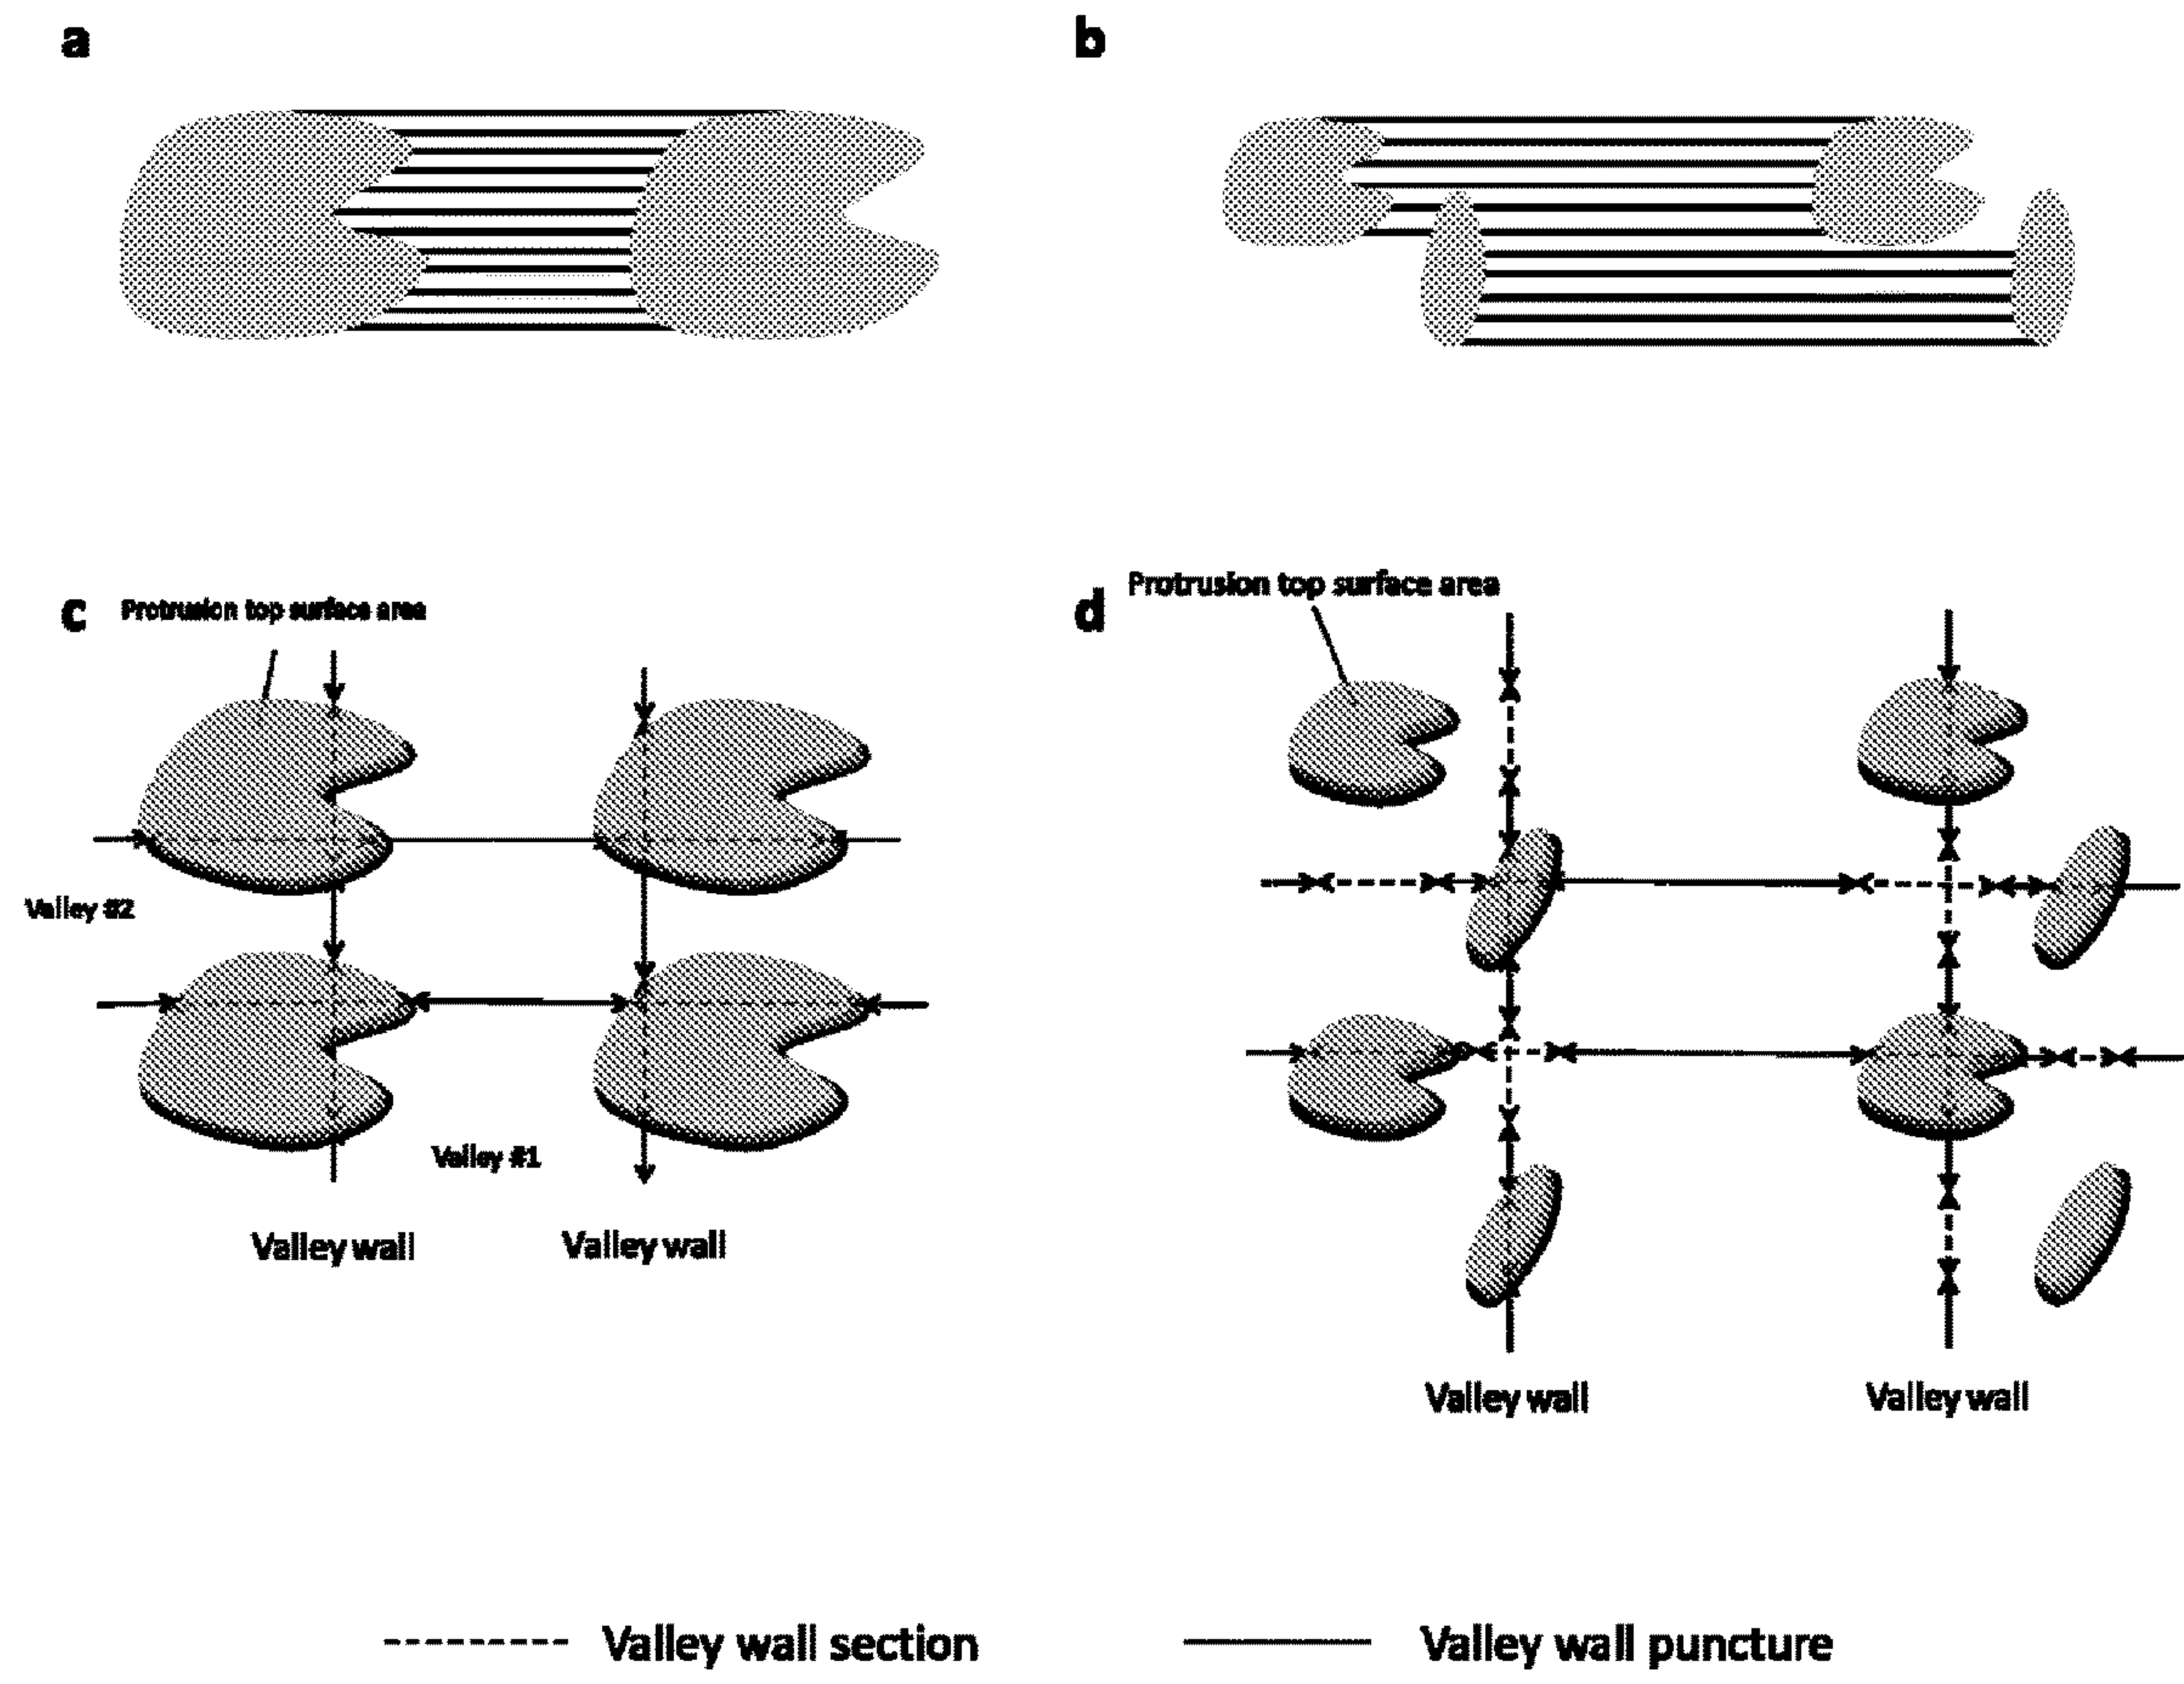 a
b
c
Protrusion top surface area
Valley #2
Valley #1
Valley wall
Valley wall
d
Protrusion top surface area
Valley wall
Valley wall
Valley wall section
Valley wall puncture